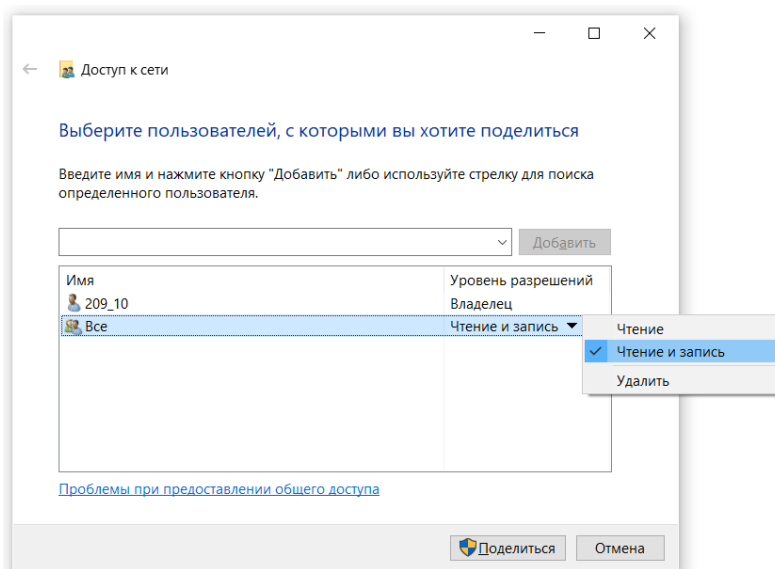 Доступ к сети
Выберите пользователей, с которыми вы хотите поделиться
Введите имя и нажмите кнопку "Добавить" либо используйте стрелку для поиска
определенного пользователя.
Добавить
Имя Уровень разрешений
209_10 Владелец
Все Чтение и запись
Чтение
Чтение и запись
Удалить
Проблемы при предоставлении общего доступа
Поделиться Отмена